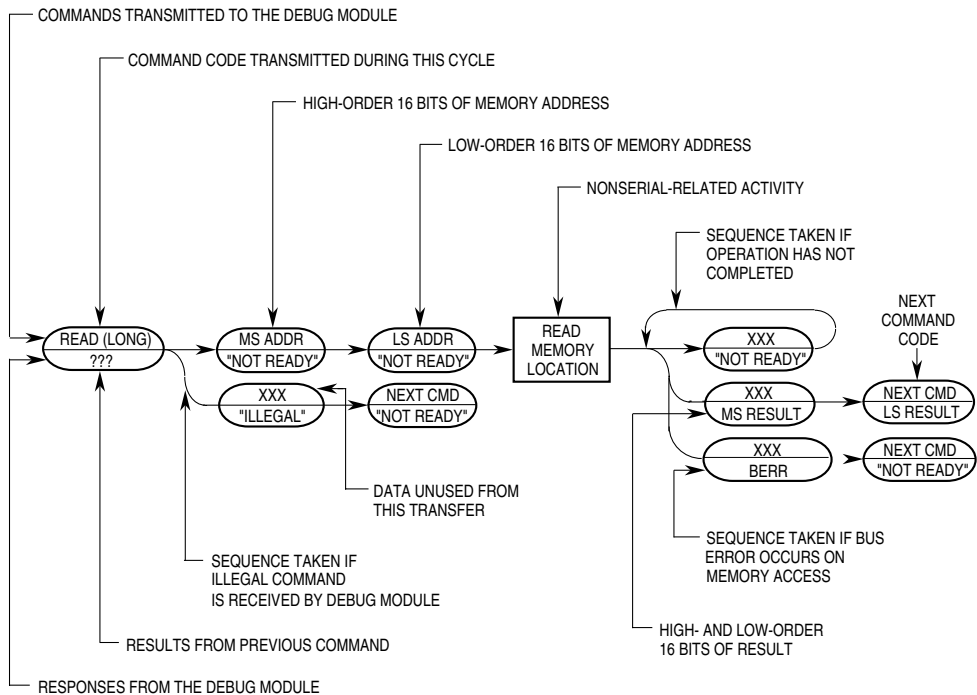 COMMANDS TRANSMITTED TO THE DEBUG MODULE
COMMAND CODE TRANSMITTED DURING THIS CYCLE
HIGH-ORDER 16 BITS OF MEMORY ADDRESS
LOW-ORDER 16 BITS OF MEMORY ADDRESS
NONSERIAL-RELATED ACTIVITY
SEQUENCE TAKEN IF
OPERATION HAS NOT
COMPLETED
NEXT
COMMAND
CODE
READ (LONG)
???
MS ADDR
"NOT READY"
LS ADDR
"NOT READY"
READ
MEMORY
LOCATION
XXX
"NOT READY"
XXX
"ILLEGAL"
NEXT CMD
"NOT READY"
XXX
MS RESULT
NEXT CMD
LS RESULT
XXX
BERR
NEXT CMD
"NOT READY"
DATA UNUSED FROM
THIS TRANSFER
SEQUENCE TAKEN IF
ILLEGAL COMMAND
IS RECEIVED BY DEBUG MODULE
SEQUENCE TAKEN IF BUS
ERROR OCCURS ON
MEMORY ACCESS
HIGH- AND LOW-ORDER
16 BITS OF RESULT
RESULTS FROM PREVIOUS COMMAND
RESPONSES FROM THE DEBUG MODULE